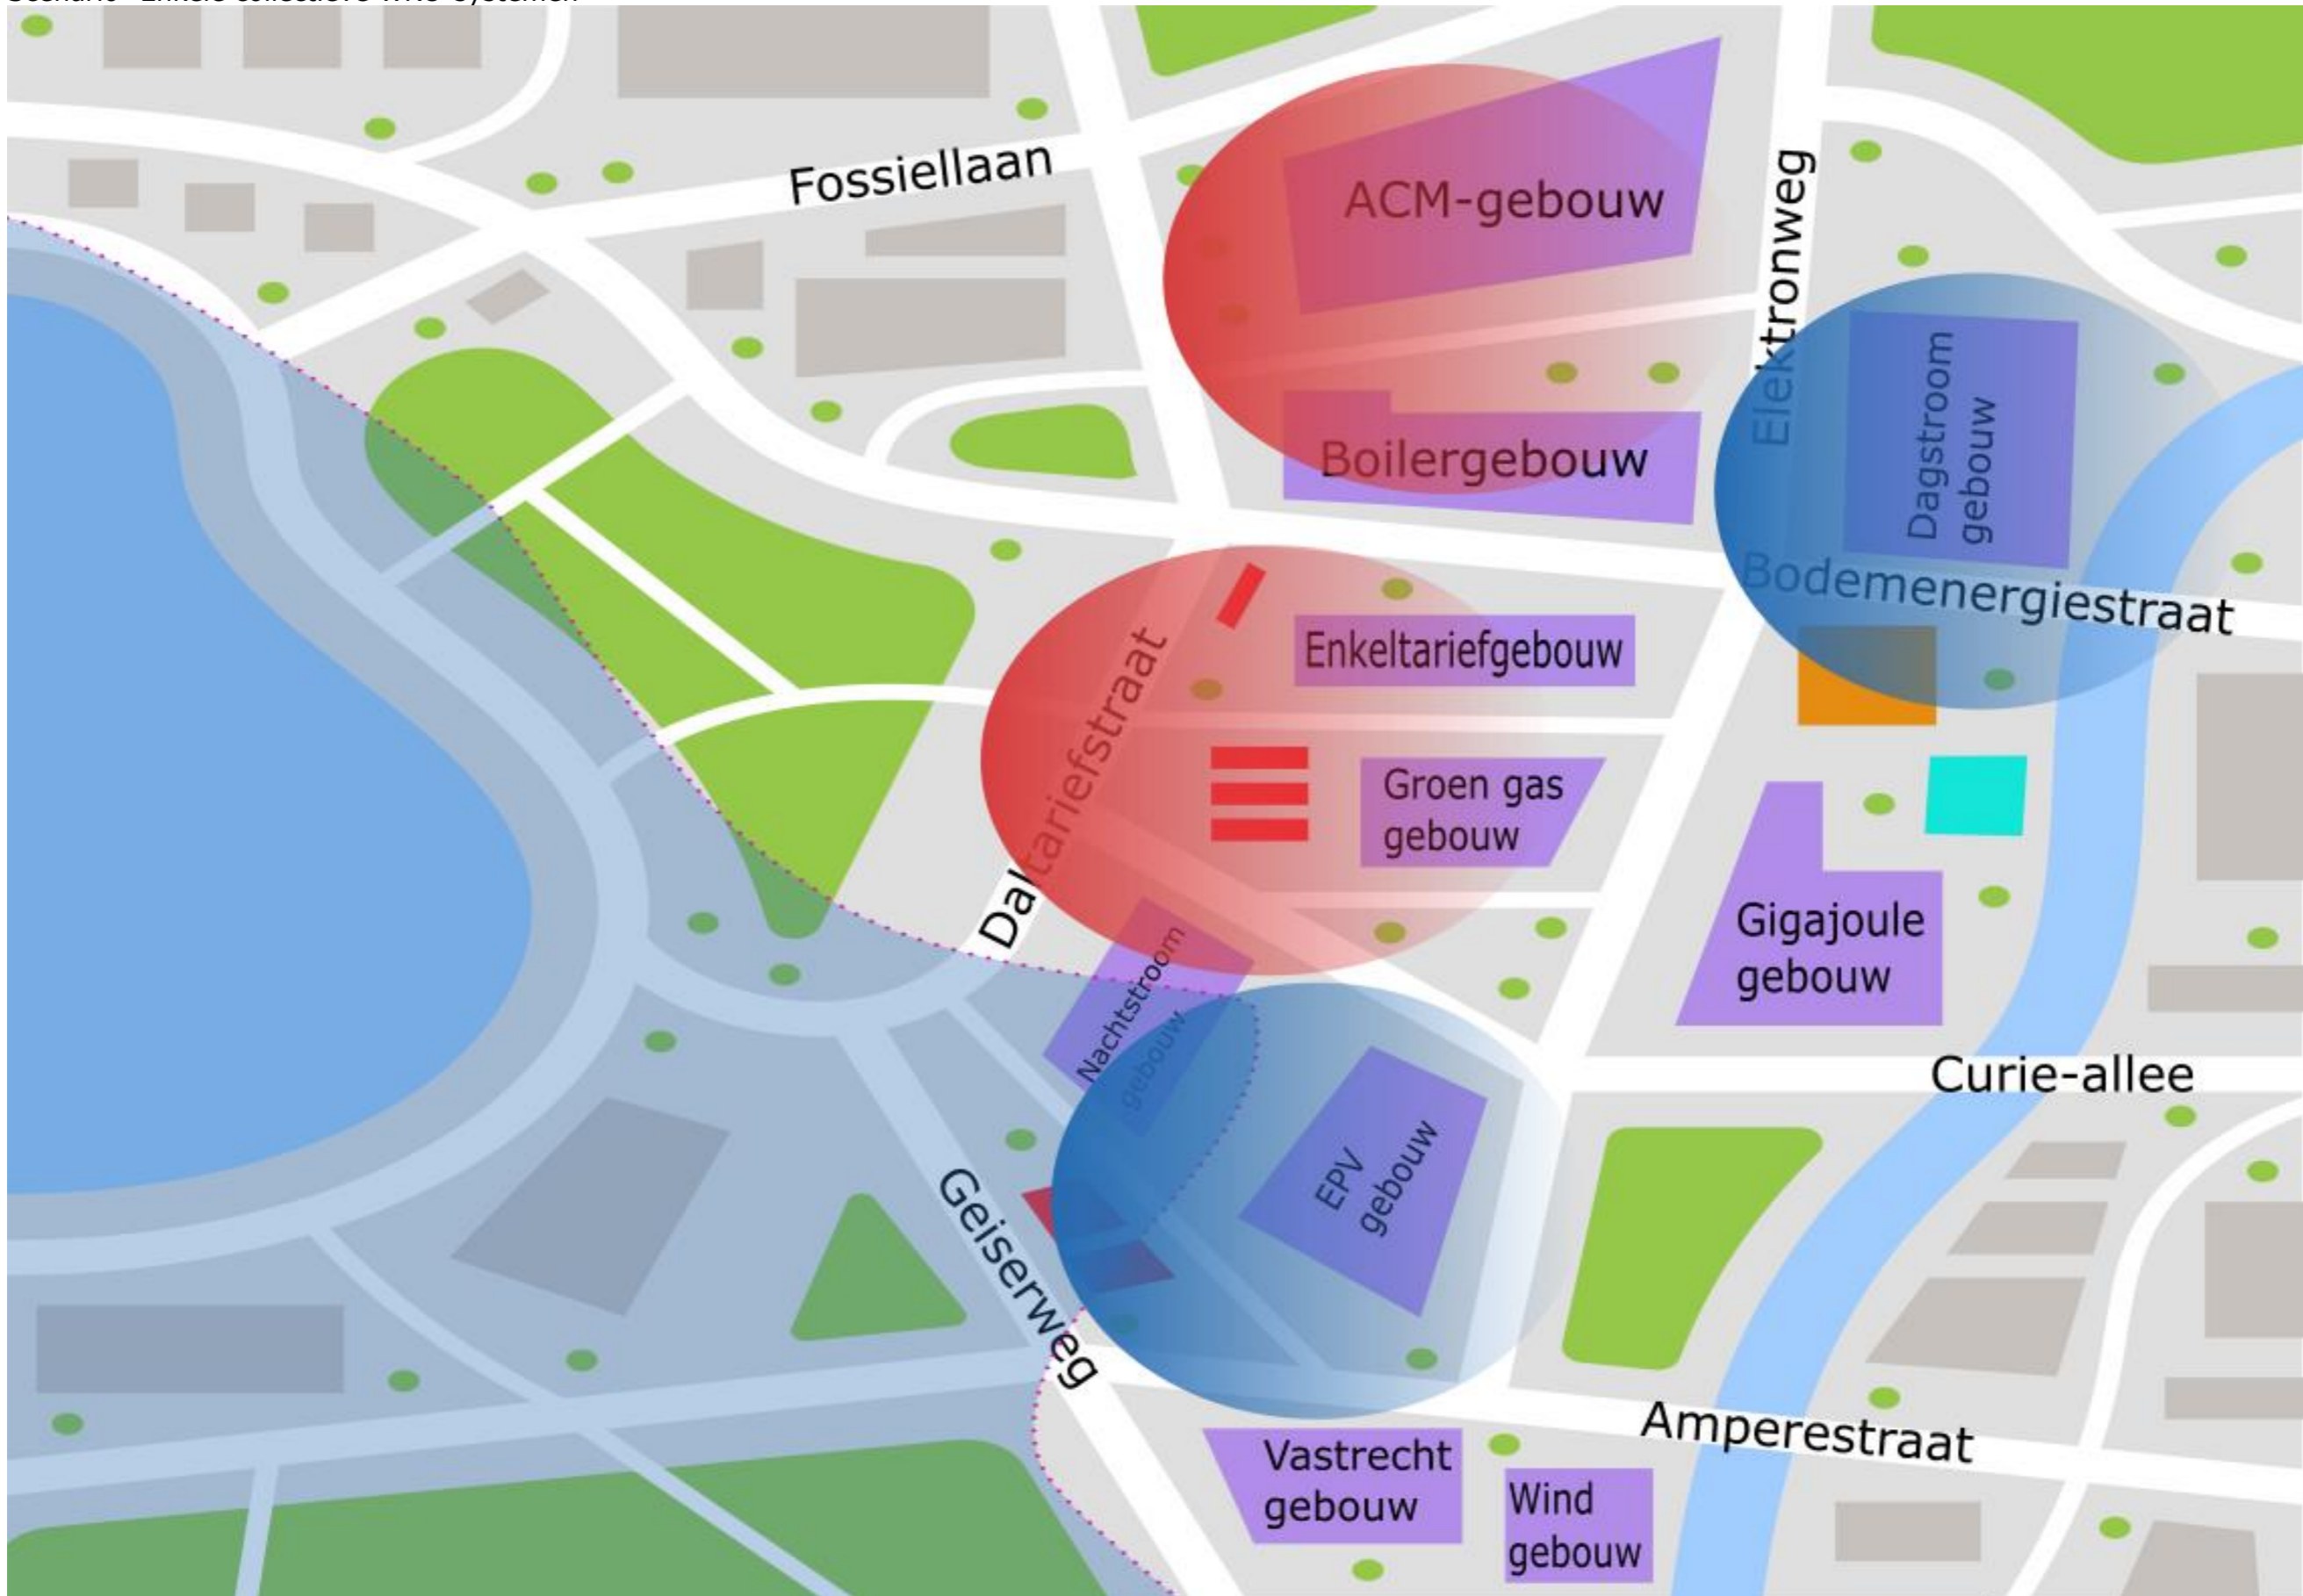 Fossiellaan
ACM-gebouw
Elektronweg
Dagstroom
gebouw
Boilergebouw
Bodemenergiestraat
Enkeltariefgebouw
Daltariefstraat
Groen gas
gebouw
Gigajoule
gebouw
Nachtstroom
gebouw
Curie-allee
EPV
gebouw
Geiserweg
Amperestraat
Vastrecht
gebouw
Wind
gebouw